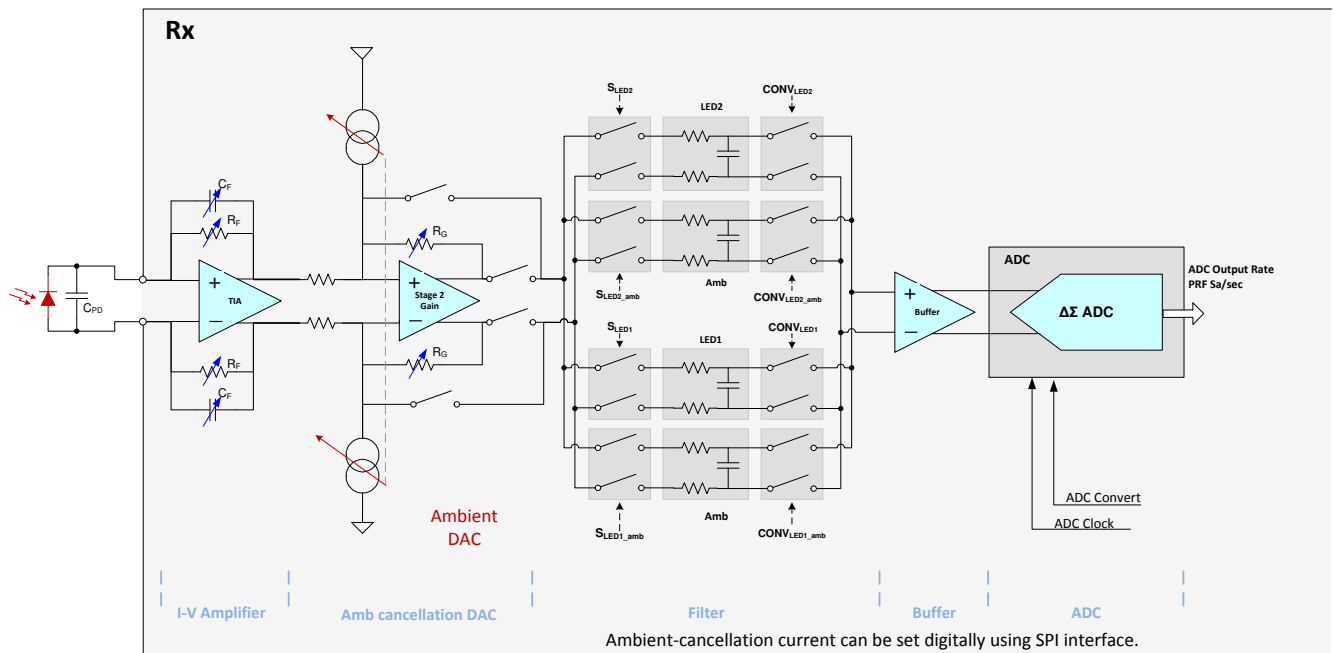 Rx
C_F
R_F
C_PD
+
TIA
−
R_F
C_F
R_G
+
Stage 2
Gain
−
R_G
Ambient
DAC
S_LED2
LED2
CONV_LED2
S_LED2_amb
Amb
CONV_LED2_amb
S_LED1
LED1
CONV_LED1
S_LED1_amb
Amb
CONV_LED1_amb
+
Buffer
−
ADC
ΔΣ ADC
ADC Output Rate
PRF Sa/sec
ADC Convert
ADC Clock
I-V Amplifier
Amb cancellation DAC
Filter
Buffer
ADC
Ambient-cancellation current can be set digitally using SPI interface.